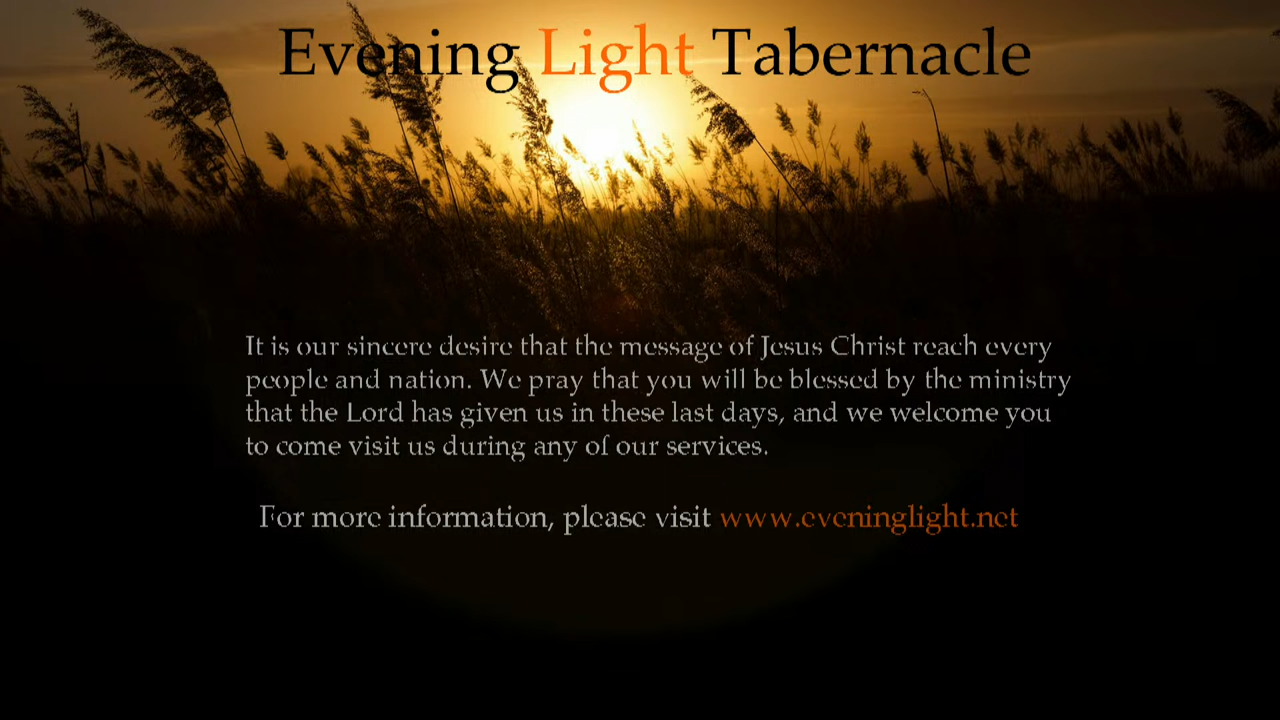 Evening Light Tabernacle
It is our sincere desire that the message of Jesus Christ reach every
people and nation. We pray that you will be blessed by the ministry
that the Lord has given us in these last days, and we welcome you
to come visit us during any of our services.
For more information, please visit www.eveninglight.net